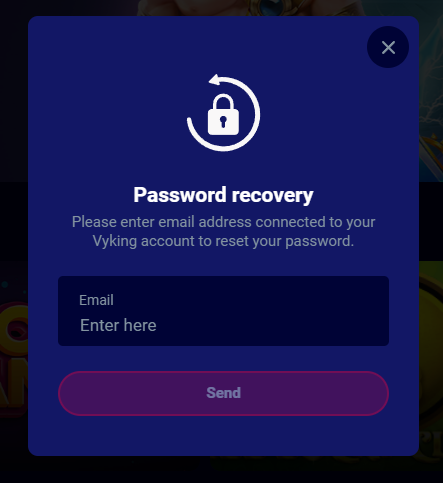 Password recovery
Please enter email address connected to your
Vyking account to reset your password.
Email
Enter here
Send